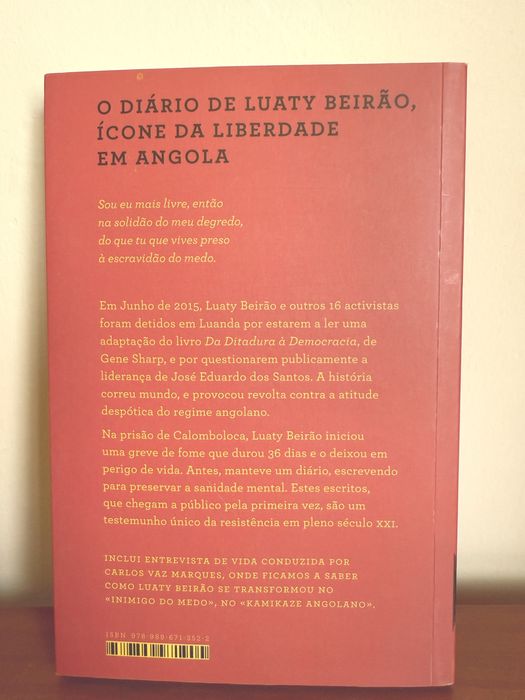 O DIÁRIO DE LUATY BEIRÃO,
ÍCONE DA LIBERDADE
EM ANGOLA
Sou eu mais livre, então
na solidão do meu degredo,
do que tu que vives preso
à escravidão do medo.
Em Junho de 2015, Luaty Beirão e outros 16 activistas
foram detidos em Luanda por estarem a ler uma
adaptação do livro Da Ditadura à Democracia, de
Gene Sharp, e por questionarem publicamente a
liderança de José Eduardo dos Santos. A história
correu mundo, e provocou revolta contra a atitude
despótica do regime angolano.
Na prisão de Calomboloca, Luaty Beirão iniciou
uma greve de fome que durou 36 dias e o deixou em
perigo de vida. Antes, manteve um diário, escrevendo
para preservar a sanidade mental. Estes escritos,
que chegam a público pela primeira vez, são um
testemunho único da resistência em pleno século XXI.
INCLUI ENTREVISTA DE VIDA CONDUZIDA POR
CARLOS VAZ MARQUES, ONDE FICAMOS A SABER
COMO LUATY BEIRÃO SE TRANSFORMOU NO
«INIMIGO DO MEDO», NO «KAMIKAZE ANGOLANO».
ISBN 978-989-671-352-2